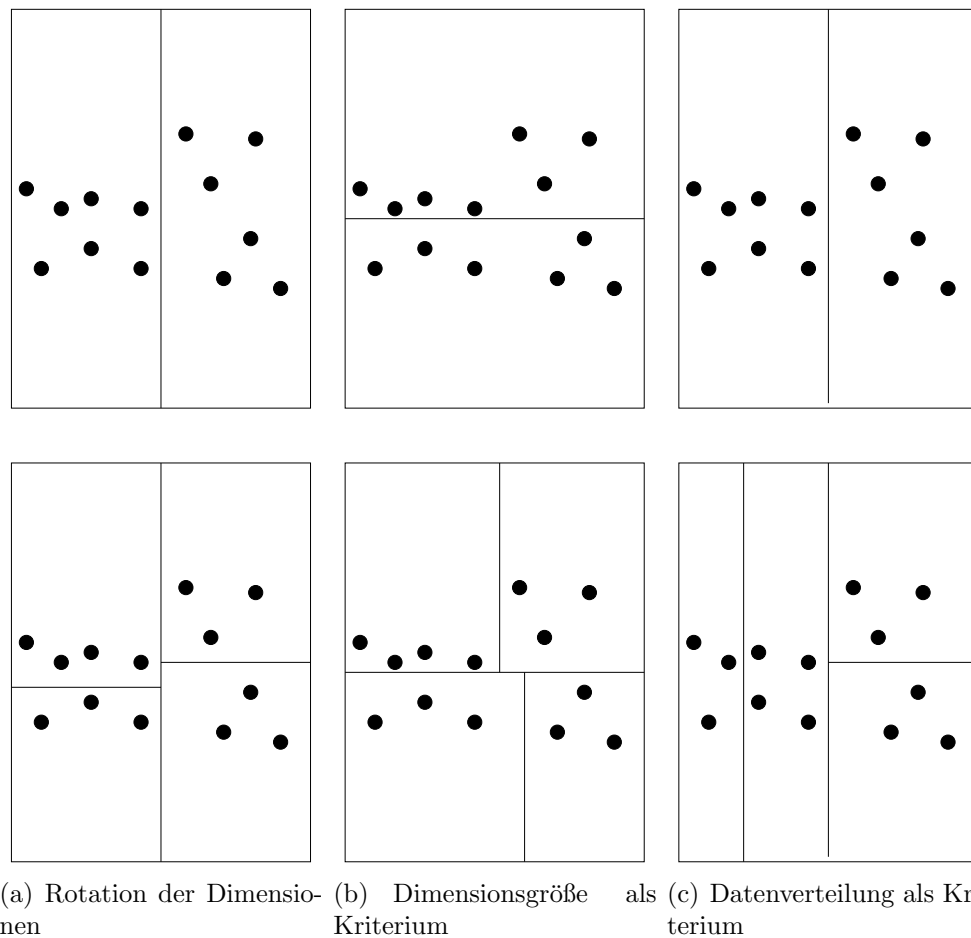 (a) Rotation der Dimensio-
nen
(b) Dimensionsgröße als
Kriterium
(c) Datenverteilung als Kr
terium